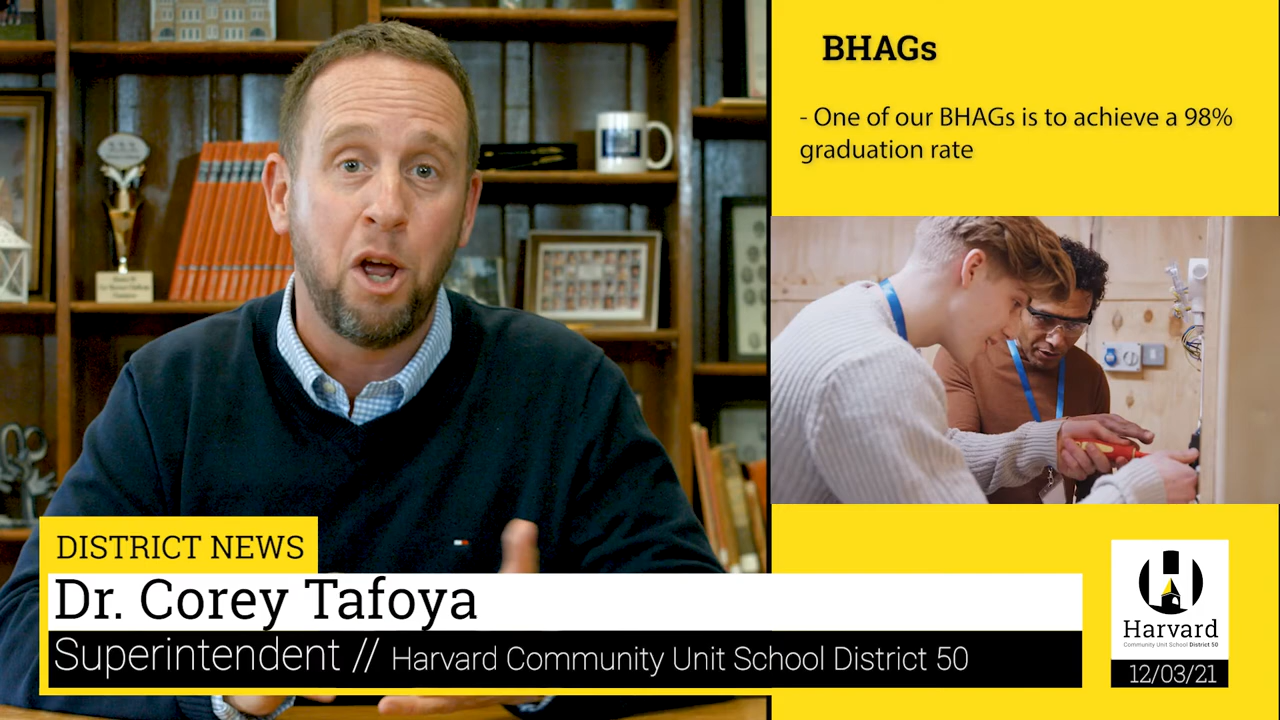 BHAGs
- One of our BHAGs is to achieve a 98%
graduation rate
DISTRICT NEWS
Dr. Corey Tafoya
Superintendent // Harvard Community Unit School District 50
Harvard
Community Unit School District 50
12/03/21